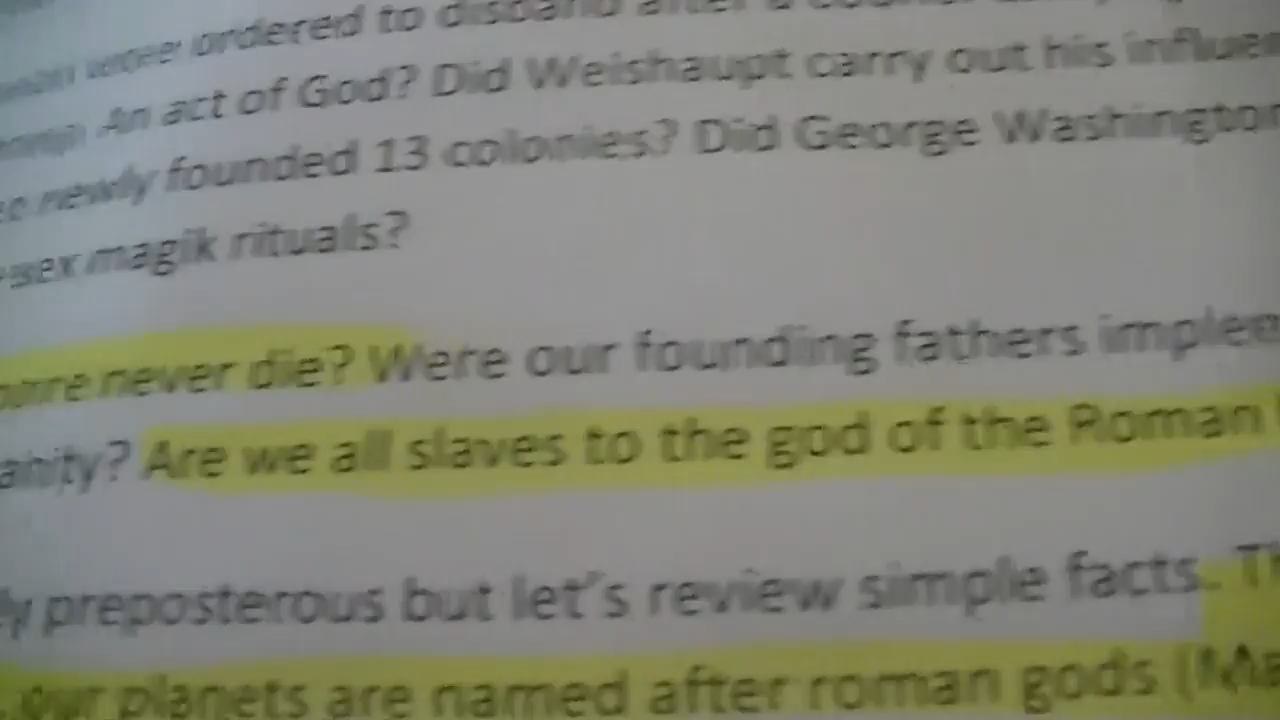 were ordered to disband after a
An act of God? Did Weishaupt carry out his
newly founded 13 colonies? Did George Washington
sex magik rituals?
never die? Were our founding fathers
Are we all slaves to the god of the Roman
preposterous but let's review simple facts.
our planets are named after roman gods